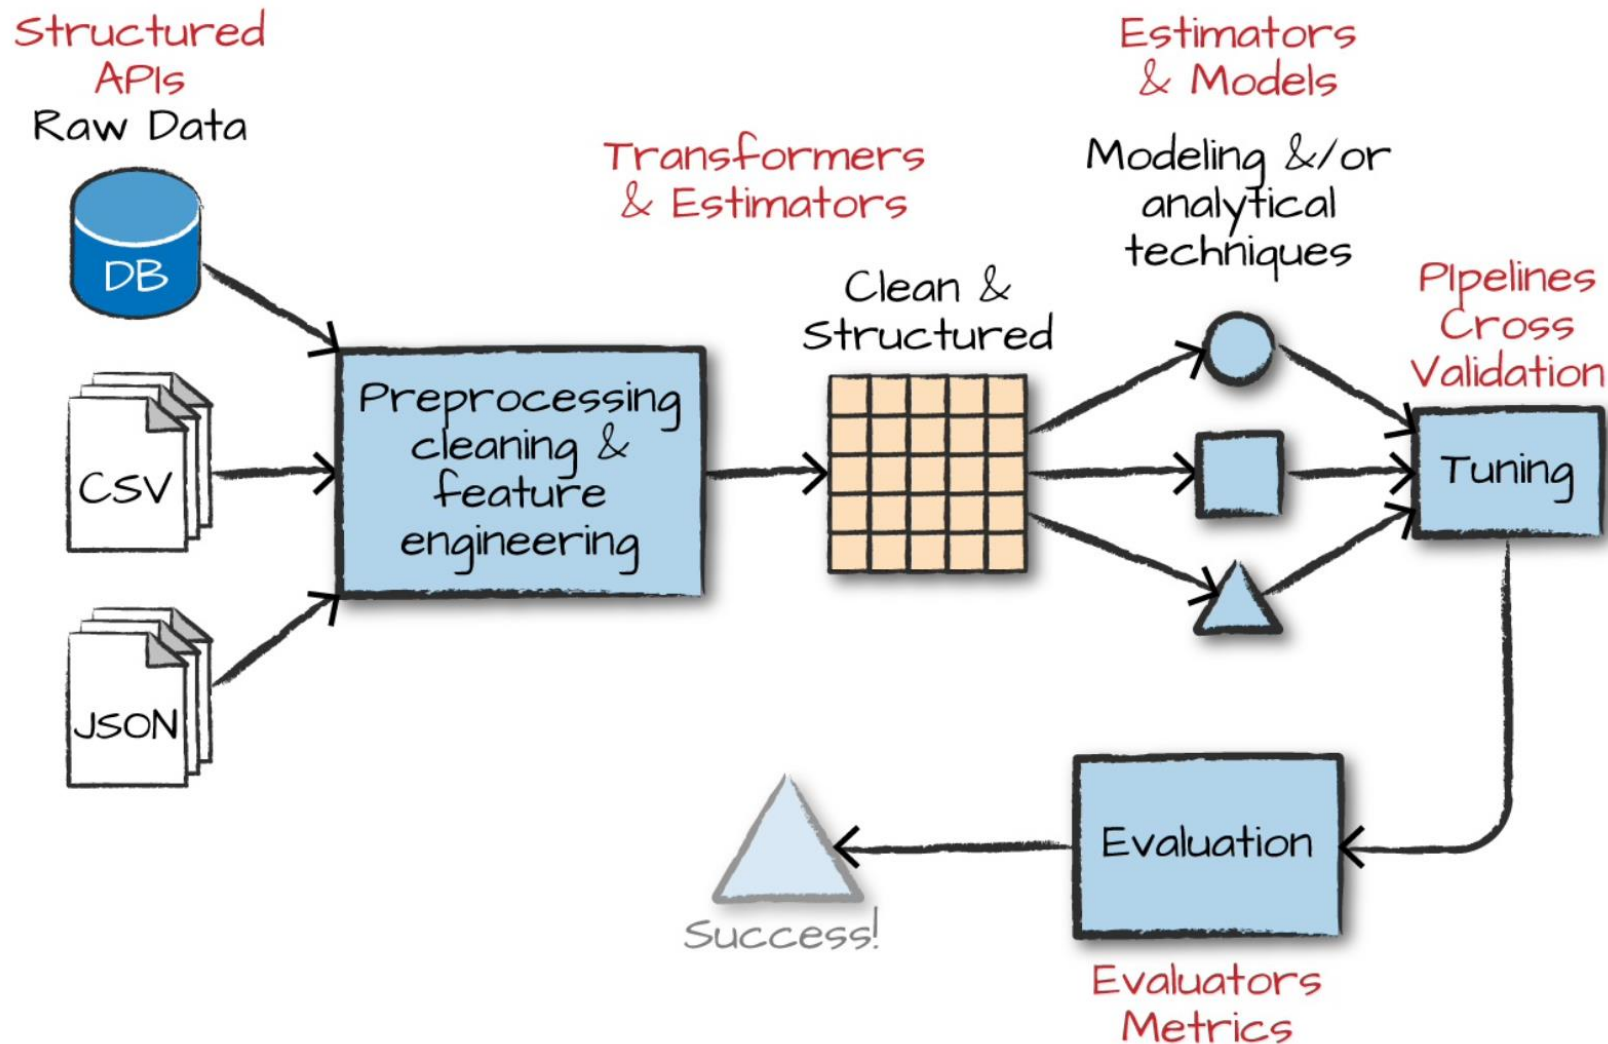 Structured
APIs
Raw Data
DB
CSV
JSON
Preprocessing
cleaning &
feature
engineering
Transformers
& Estimators
Clean &
Structured
Estimators
& Models
Modeling &/or
analytical
techniques
PIpelines
Cross
Validation
Tuning
Evaluation
Evaluators
Metrics
Success!